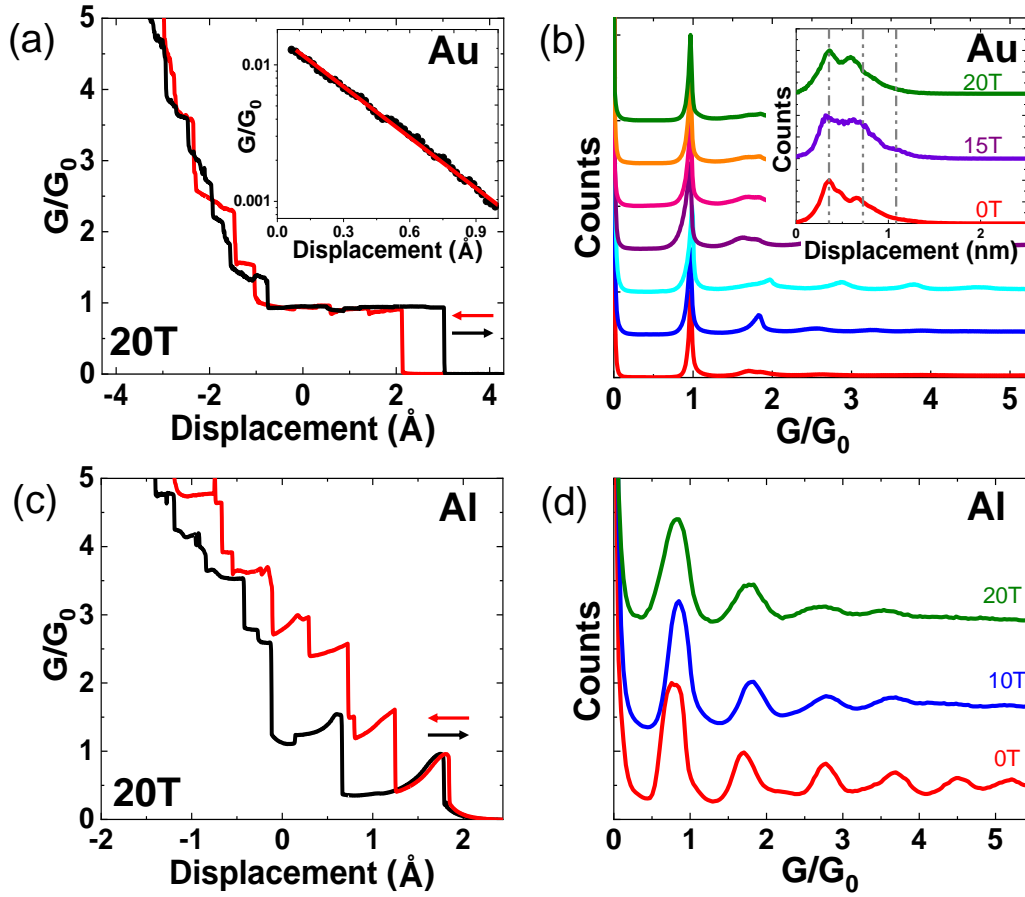 (a)
Au
20T
G/G0
5
4
3
2
1
0
-4
-2
0
2
4
Displacement (Å)
G/G0
0.01
0.001
0.0
0.3
0.6
0.9
Displacement (Å)
(b)
Counts
0
1
2
3
4
5
G/G0
Au
Counts
20T
15T
0T
0
1
2
Displacement (nm)
(c)
Al
20T
G/G0
5
4
3
2
1
0
-2
-1
0
1
2
Displacement (Å)
(d)
Al
Counts
20T
10T
0T
0
1
2
3
4
5
G/G0